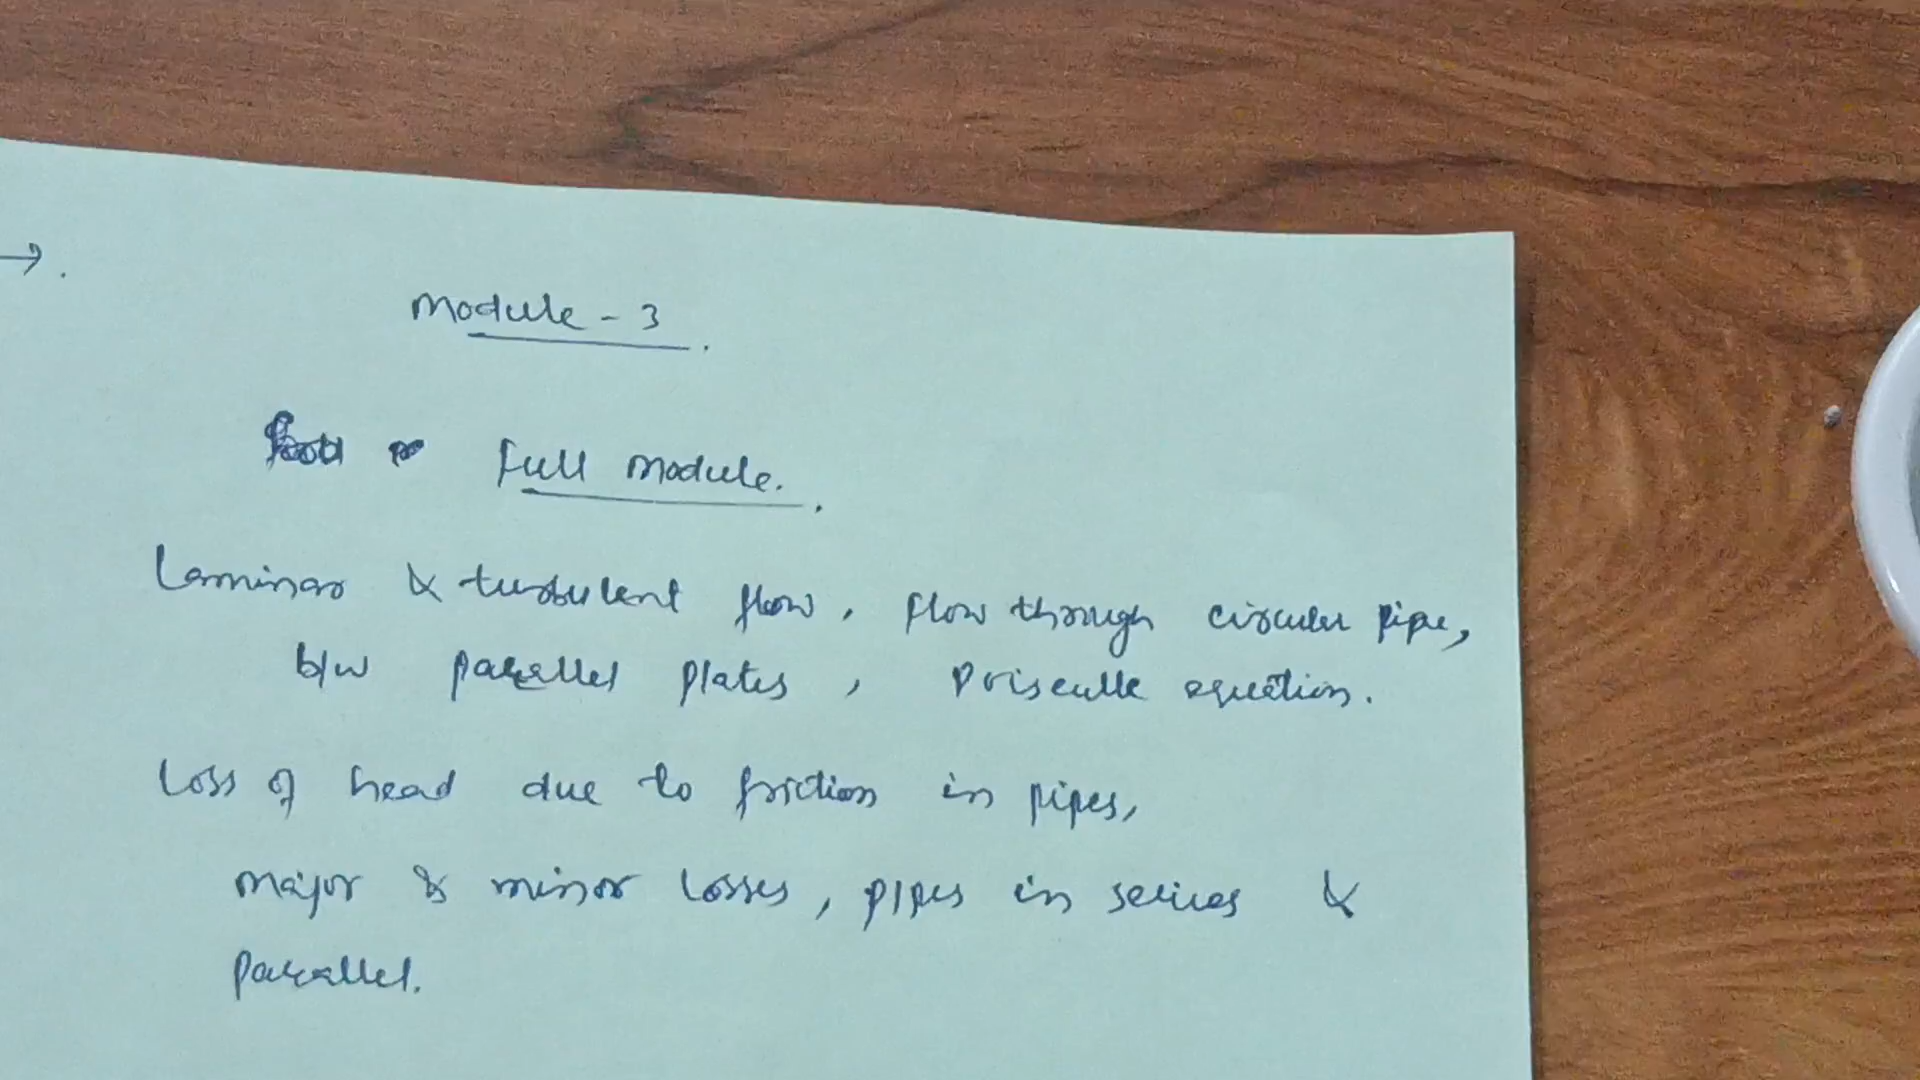 →.
Module - 3
Full Module.
Laminar & turbulent flow, flow through circular pipe,
b/w parallel plates, Poiseulle equation.
Loss of head due to friction in pipes,
major & minor losses, pipes in series &
parallel.